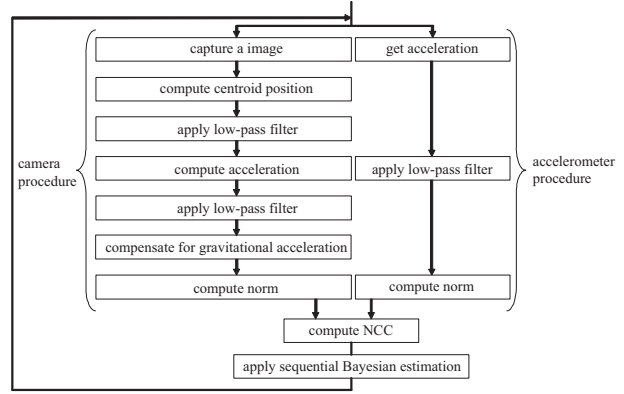 capture a image
get acceleration
compute centroid position
apply low-pass filter
camera
procedure
compute acceleration
apply low-pass filter
accelerometer
procedure
apply low-pass filter
compensate for gravitational acceleration
compute norm
compute norm
compute NCC
apply sequential Bayesian estimation